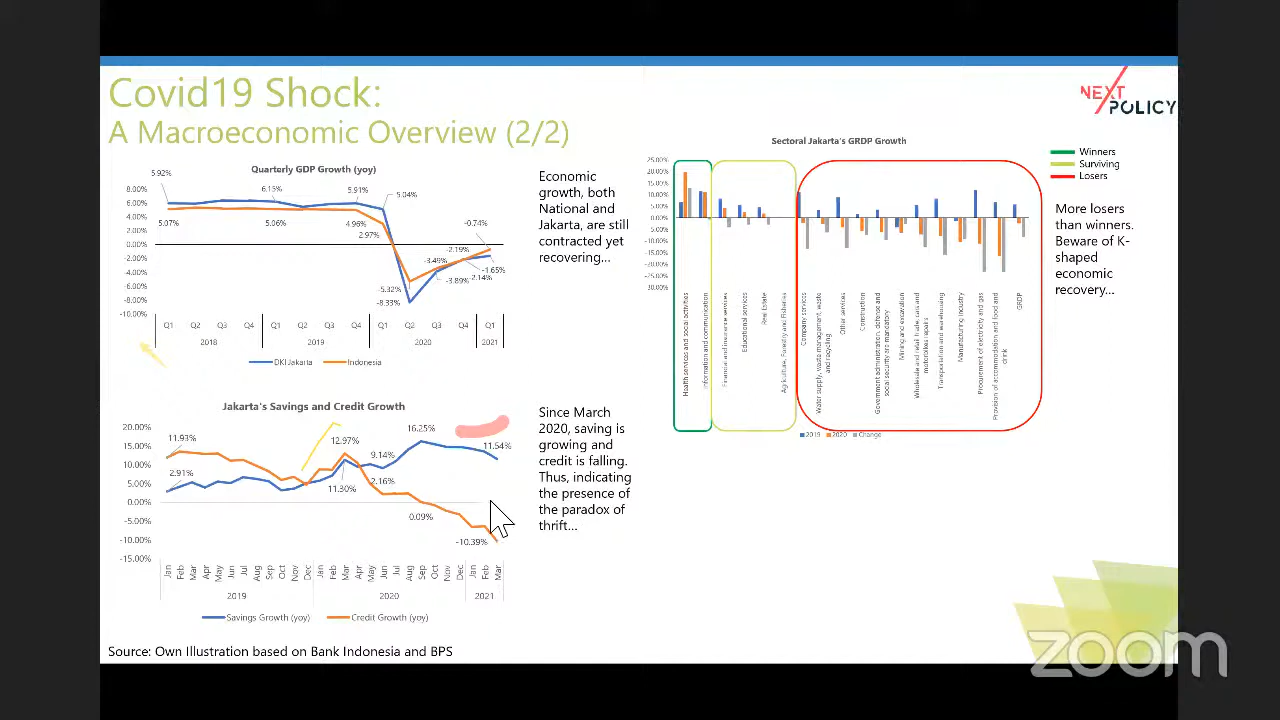 Covid19 Shock:
A Macroeconomic Overview (2/2)
NEXT
POLICY
Quarterly GDP Growth (yoy)
5.92%
6.15%
5.91%
5.04%
8.00%
6.00%
4.00%
2.00%
0.00%
-2.00%
-4.00%
-6.00%
-8.00%
-10.00%
5.07%
5.06%
4.96%
2.97%
-0.74%
-2.19%
-3.49%
-1.65%
-3.89%
-2.14%
-5.32%
-8.33%
Q1 Q2 Q3 Q4 Q1 Q2 Q3 Q4 Q1 Q2 Q3 Q4 Q1
2018 2019 2020 2021
DKI Jakarta Indonesia
Economic
growth, both
National and
Jakarta, are still
contracted yet
recovering...
Sectoral Jakarta's GRDP Growth
25.00%
20.00%
15.00%
10.00%
5.00%
0.00%
-5.00%
-10.00%
-15.00%
-20.00%
-25.00%
-30.00%
Health services and social activities
Information and communication
Financial and insurance services
Educational services
Real Estate
Agriculture, Forestry and Fisheries
Company services
Water supply, waste management, waste
and recycling
Other services
Construction
Government administration, defense and
social security are mandatory
Mining and excavation
Wholesale and retail trade; cars and
motorbikes repairs
Transportation and warehousing
Manufacturing Industry
Procurement of electricity and gas
Provision of accommodation and food and
drink
GRDP
2019 2020 Change
Winners
Surviving
Losers
More losers
than winners.
Beware of K-
shaped
economic
recovery...
Jakarta's Savings and Credit Growth
20.00%
15.00%
10.00%
5.00%
0.00%
-5.00%
-10.00%
-15.00%
11.93%
2.91%
12.97%
11.30%
9.14%
2.16%
16.25%
11.54%
0.09%
-10.39%
Jan Feb Mar Apr May Jun Jul Aug Sep Oct Nov Dec Jan Feb Mar Apr May Jun Jul Aug Sep Oct Nov Dec Jan Feb Mar
2019 2020 2021
Savings Growth (yoy) Credit Growth (yoy)
Since March
2020, saving is
growing and
credit is falling.
Thus, indicating
the presence of
the paradox of
thrift...
Source: Own Illustration based on Bank Indonesia and BPS
zoom